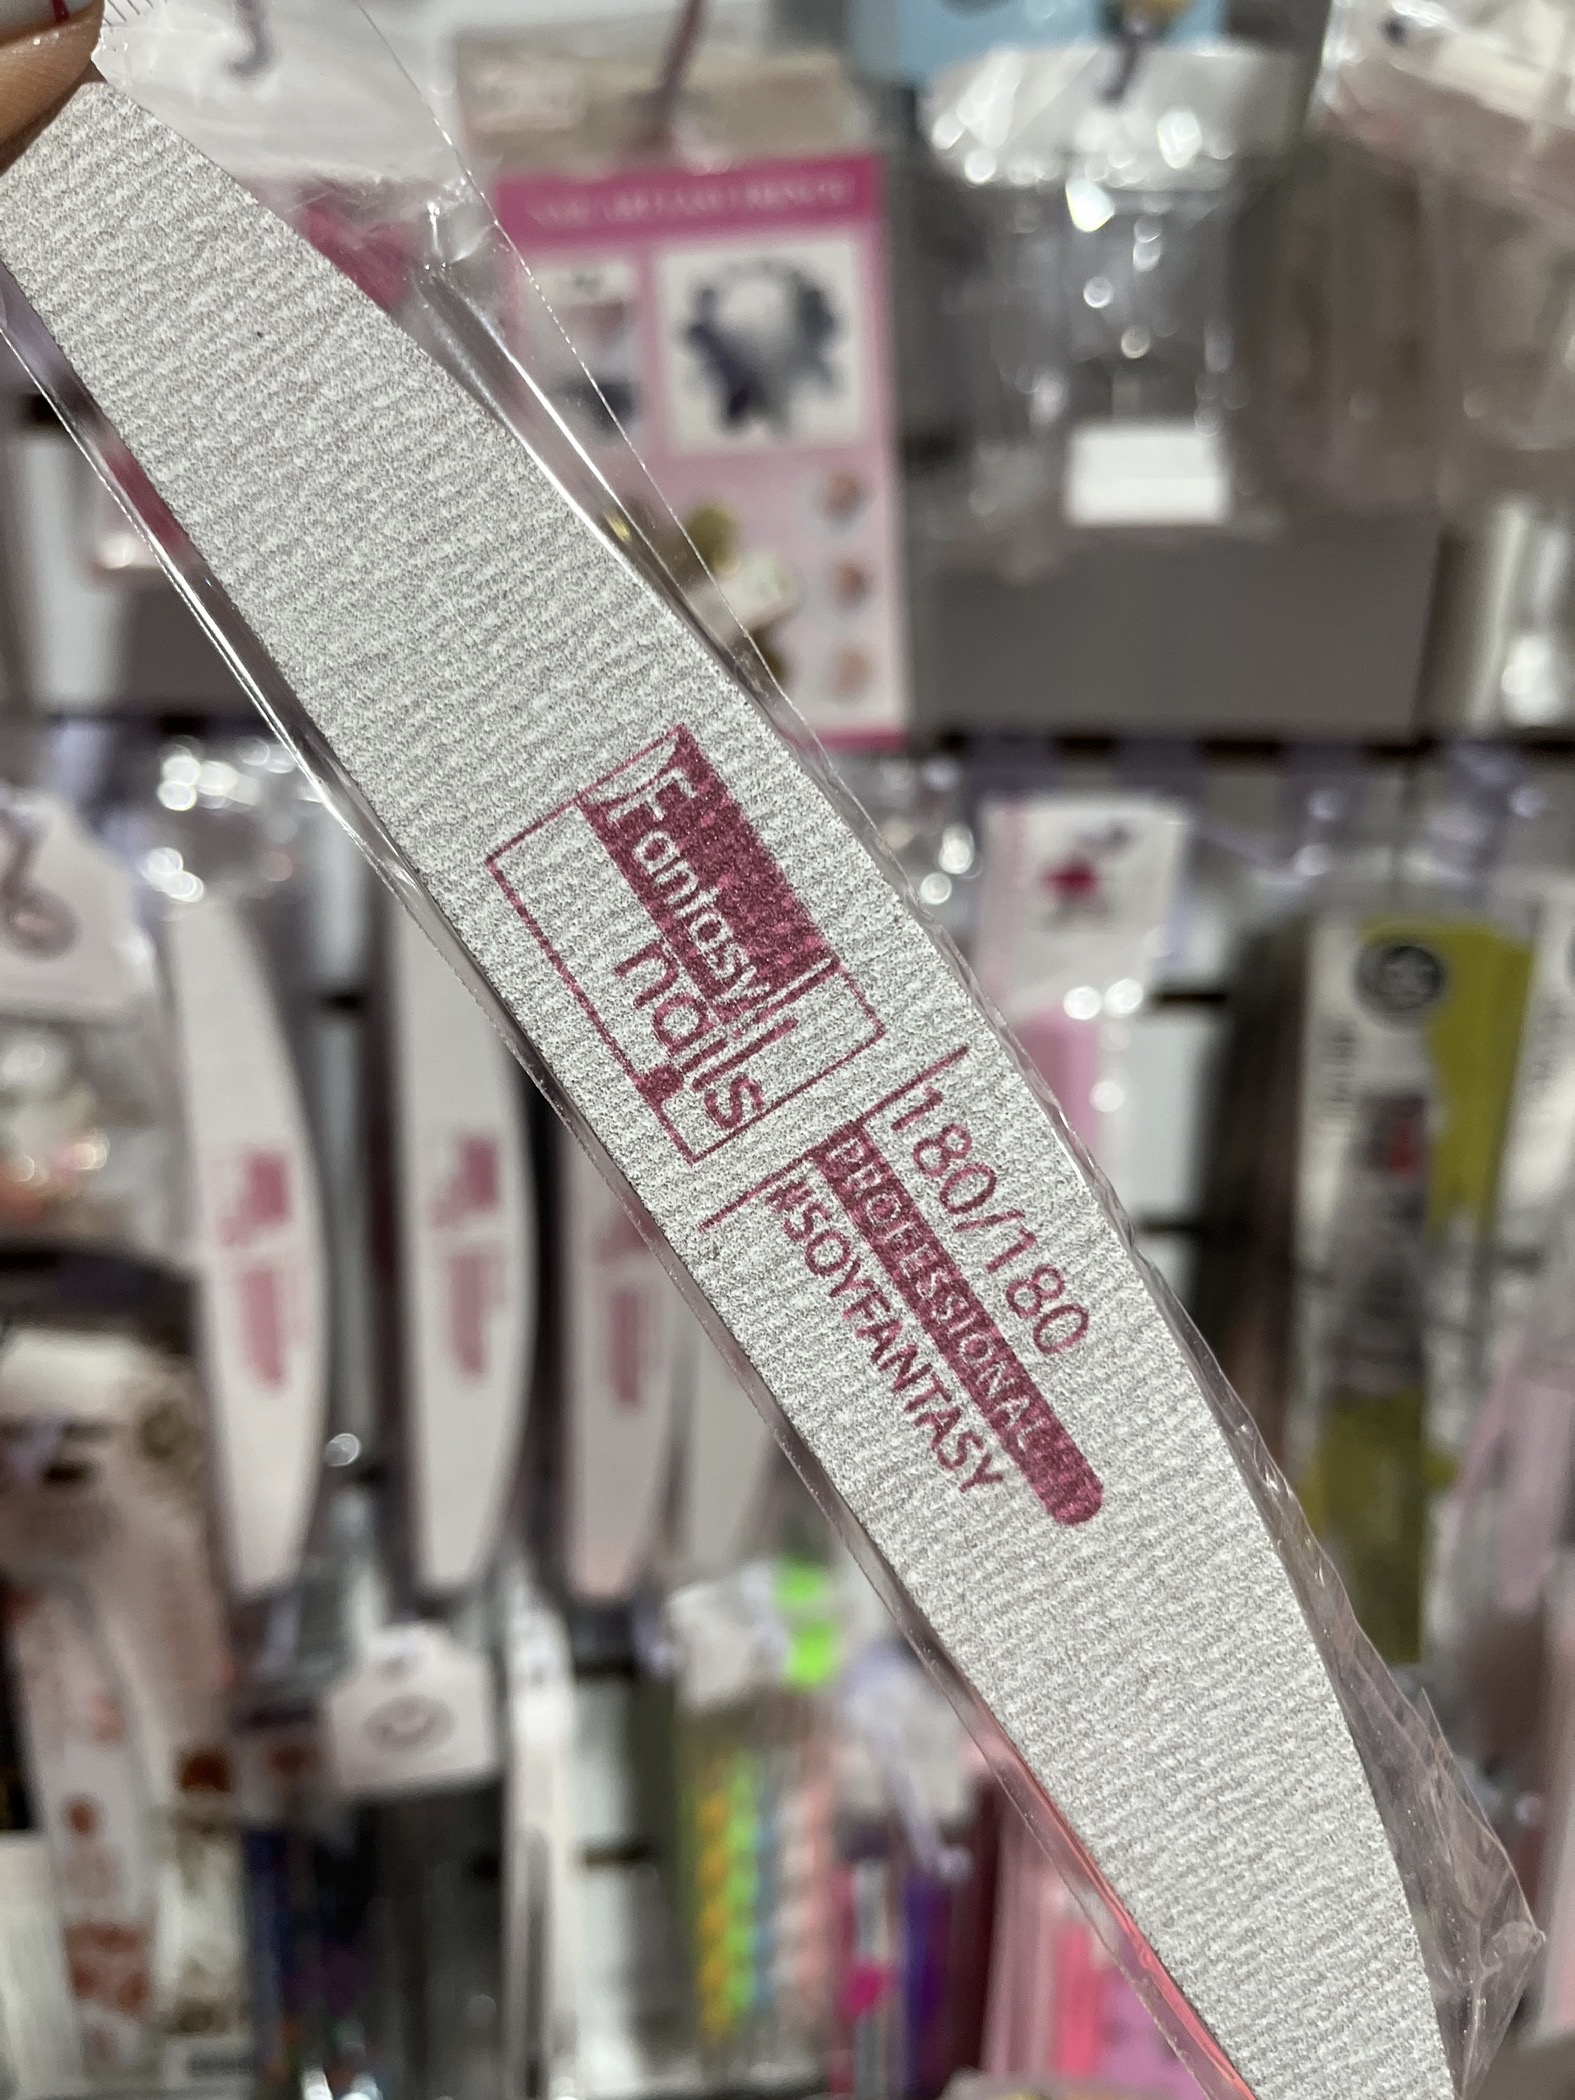 Fantasy
nails
180/180
PROFESSIONAL
#SOYFANTASY